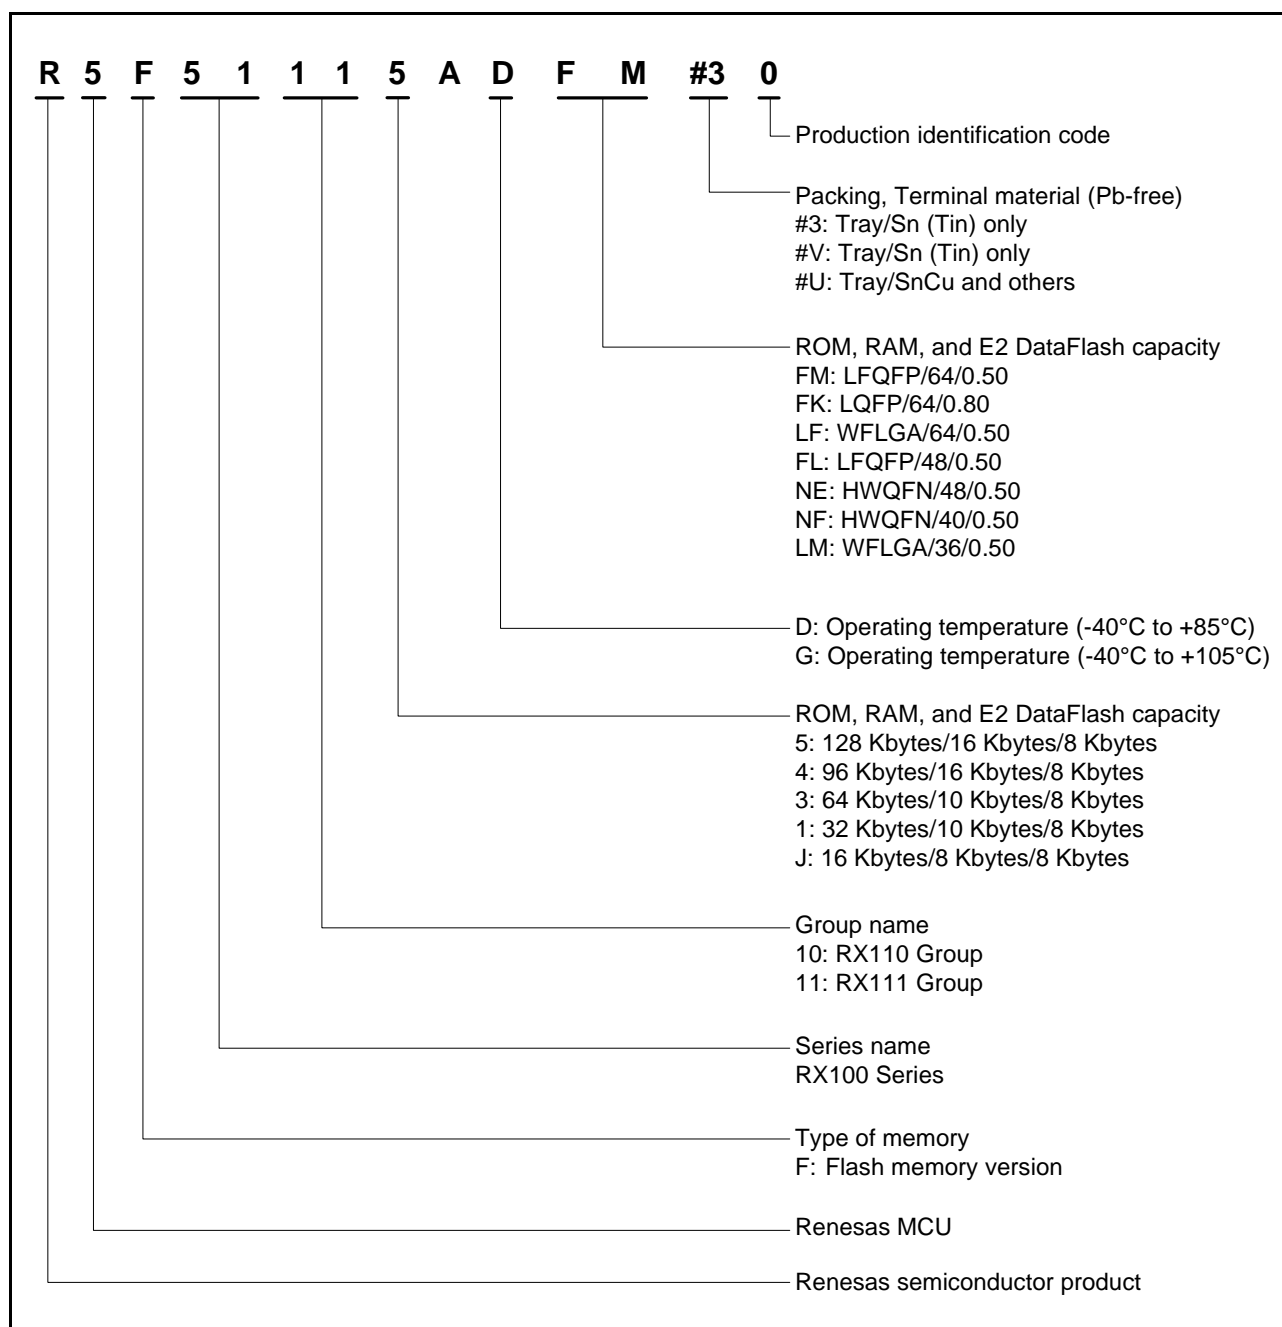 R 5 F 5 1 1 1 5 A D F M #3 0
Production identification code
Packing, Terminal material (Pb-free)
#3: Tray/Sn (Tin) only
#V: Tray/Sn (Tin) only
#U: Tray/SnCu and others
ROM, RAM, and E2 DataFlash capacity
FM: LFQFP/64/0.50
FK: LQFP/64/0.80
LF: WFLGA/64/0.50
FL: LFQFP/48/0.50
NE: HWQFN/48/0.50
NF: HWQFN/40/0.50
LM: WFLGA/36/0.50
D: Operating temperature (-40°C to +85°C)
G: Operating temperature (-40°C to +105°C)
ROM, RAM, and E2 DataFlash capacity
5: 128 Kbytes/16 Kbytes/8 Kbytes
4: 96 Kbytes/16 Kbytes/8 Kbytes
3: 64 Kbytes/10 Kbytes/8 Kbytes
1: 32 Kbytes/10 Kbytes/8 Kbytes
J: 16 Kbytes/8 Kbytes/8 Kbytes
Group name
10: RX110 Group
11: RX111 Group
Series name
RX100 Series
Type of memory
F: Flash memory version
Renesas MCU
Renesas semiconductor product